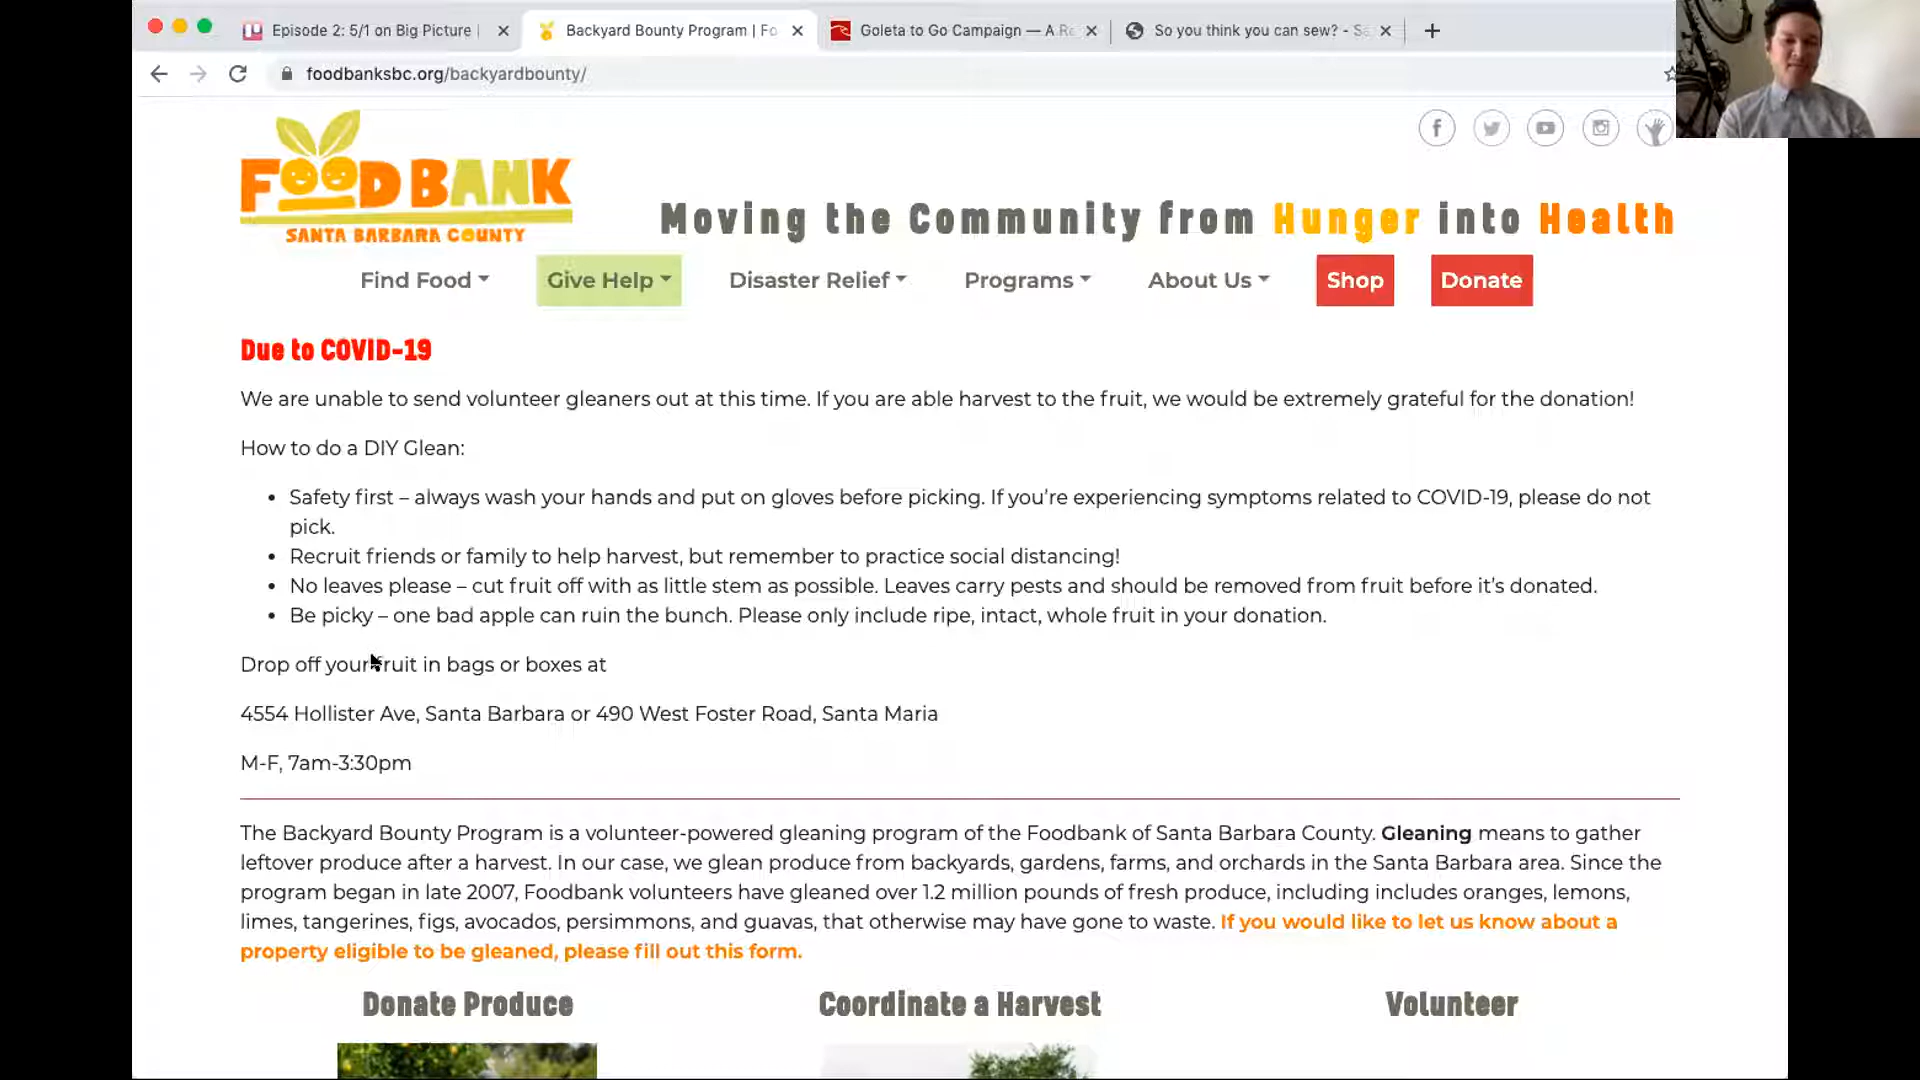 Episode 2: 5/1 on Big Picture
Backyard Bounty Program | Fo
Goleta to Go Campaign — A Re
So you think you can sew? - Sa
foodbanksbc.org/backyardbounty/
FOODBANK
SANTA BARBARA COUNTY
Moving the Community from Hunger into Health
Find Food
Give Help
Disaster Relief
Programs
About Us
Shop
Donate
Due to COVID-19
We are unable to send volunteer gleaners out at this time. If you are able harvest to the fruit, we would be extremely grateful for the donation!
How to do a DIY Glean:
• Safety first – always wash your hands and put on gloves before picking. If you’re experiencing symptoms related to COVID-19, please do not
pick.
• Recruit friends or family to help harvest, but remember to practice social distancing!
• No leaves please – cut fruit off with as little stem as possible. Leaves carry pests and should be removed from fruit before it’s donated.
• Be picky – one bad apple can ruin the bunch. Please only include ripe, intact, whole fruit in your donation.
Drop off your fruit in bags or boxes at
4554 Hollister Ave, Santa Barbara or 490 West Foster Road, Santa Maria
M-F, 7am-3:30pm
The Backyard Bounty Program is a volunteer-powered gleaning program of the Foodbank of Santa Barbara County. Gleaning means to gather
leftover produce after a harvest. In our case, we glean produce from backyards, gardens, farms, and orchards in the Santa Barbara area. Since the
program began in late 2007, Foodbank volunteers have gleaned over 1.2 million pounds of fresh produce, including includes oranges, lemons,
limes, tangerines, figs, avocados, persimmons, and guavas, that otherwise may have gone to waste. If you would like to let us know about a
property eligible to be gleaned, please fill out this form.
Donate Produce
Coordinate a Harvest
Volunteer